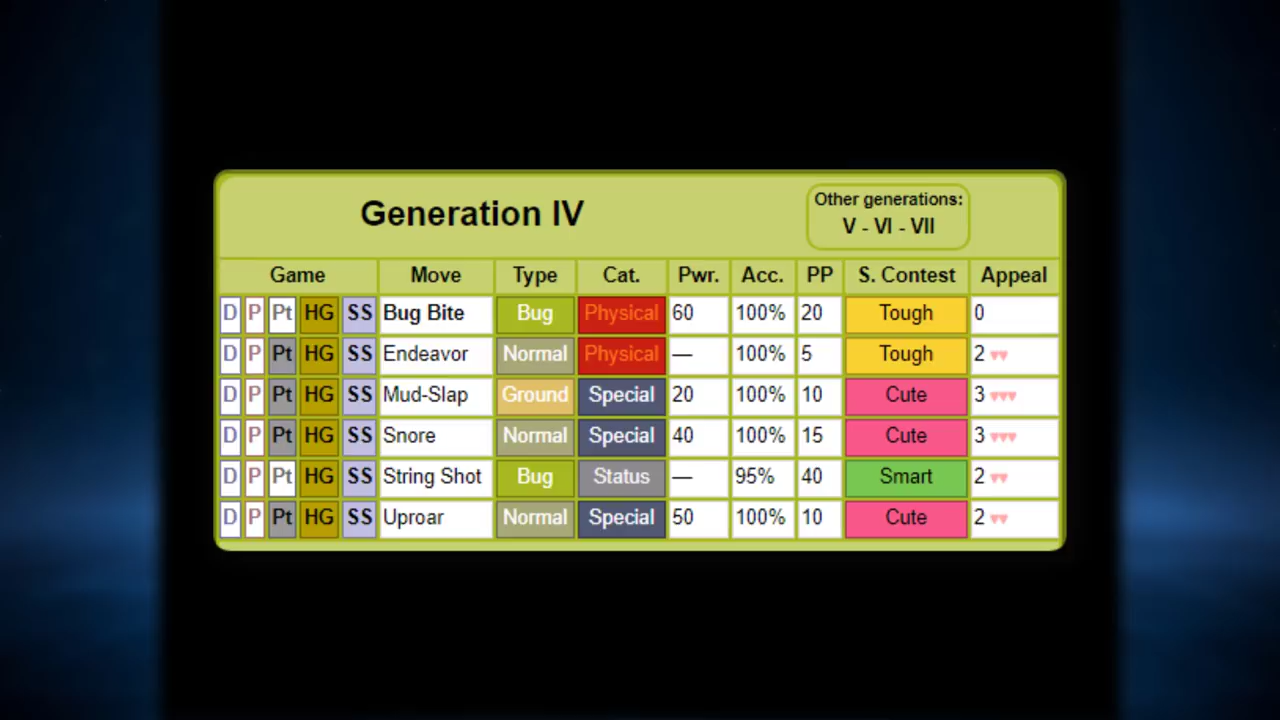 Generation IV
Other generations:
V - VI - VII
Game Move Type Cat. Pwr. Acc. PP S. Contest Appeal
D P Pt HG SS Bug Bite Bug Physical 60 100% 20 Tough 0
D P Pt HG SS Endeavor Normal Physical — 100% 5 Tough 2 ♥♥
D P Pt HG SS Mud-Slap Ground Special 20 100% 10 Cute 3 ♥♥♥
D P Pt HG SS Snore Normal Special 40 100% 15 Cute 3 ♥♥♥
D P Pt HG SS String Shot Bug Status — 95% 40 Smart 2 ♥♥
D P Pt HG SS Uproar Normal Special 50 100% 10 Cute 2 ♥♥